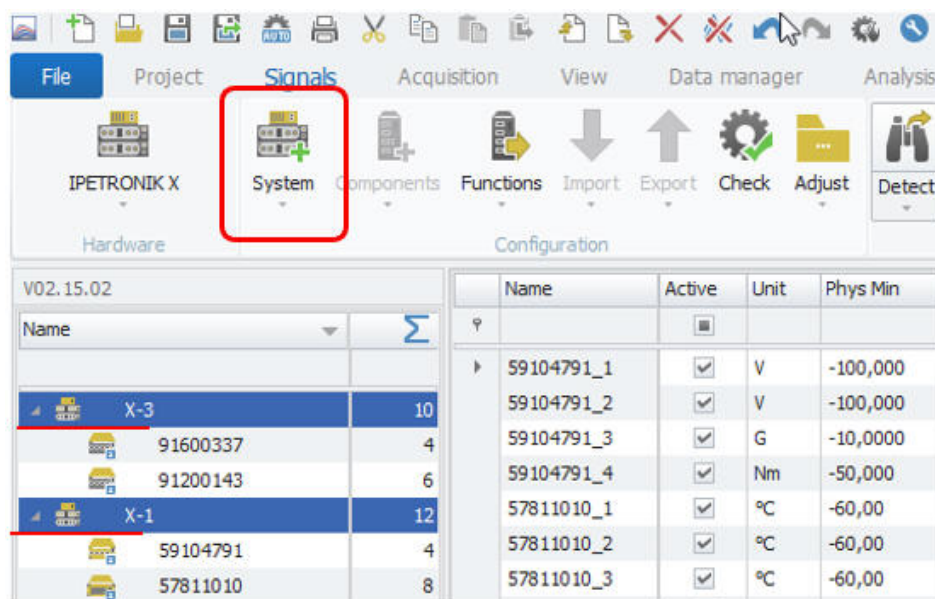 AUTO
File Project Signals Acquisition View Data manager Analysis
IPETRONIK X System Components Functions Import Export Check Adjust Detect
Hardware Configuration
V02.15.02
Name Σ
Name Active Unit Phys Min
59104791_1 V -100,000
X-3 10
59104791_2 V -100,000
91600337 4
59104791_3 G -10,0000
91200143 6
59104791_4 Nm -50,000
X-1 12
57811010_1 °C -60,00
59104791 4
57811010_2 °C -60,00
57811010 8
57811010_3 °C -60,00